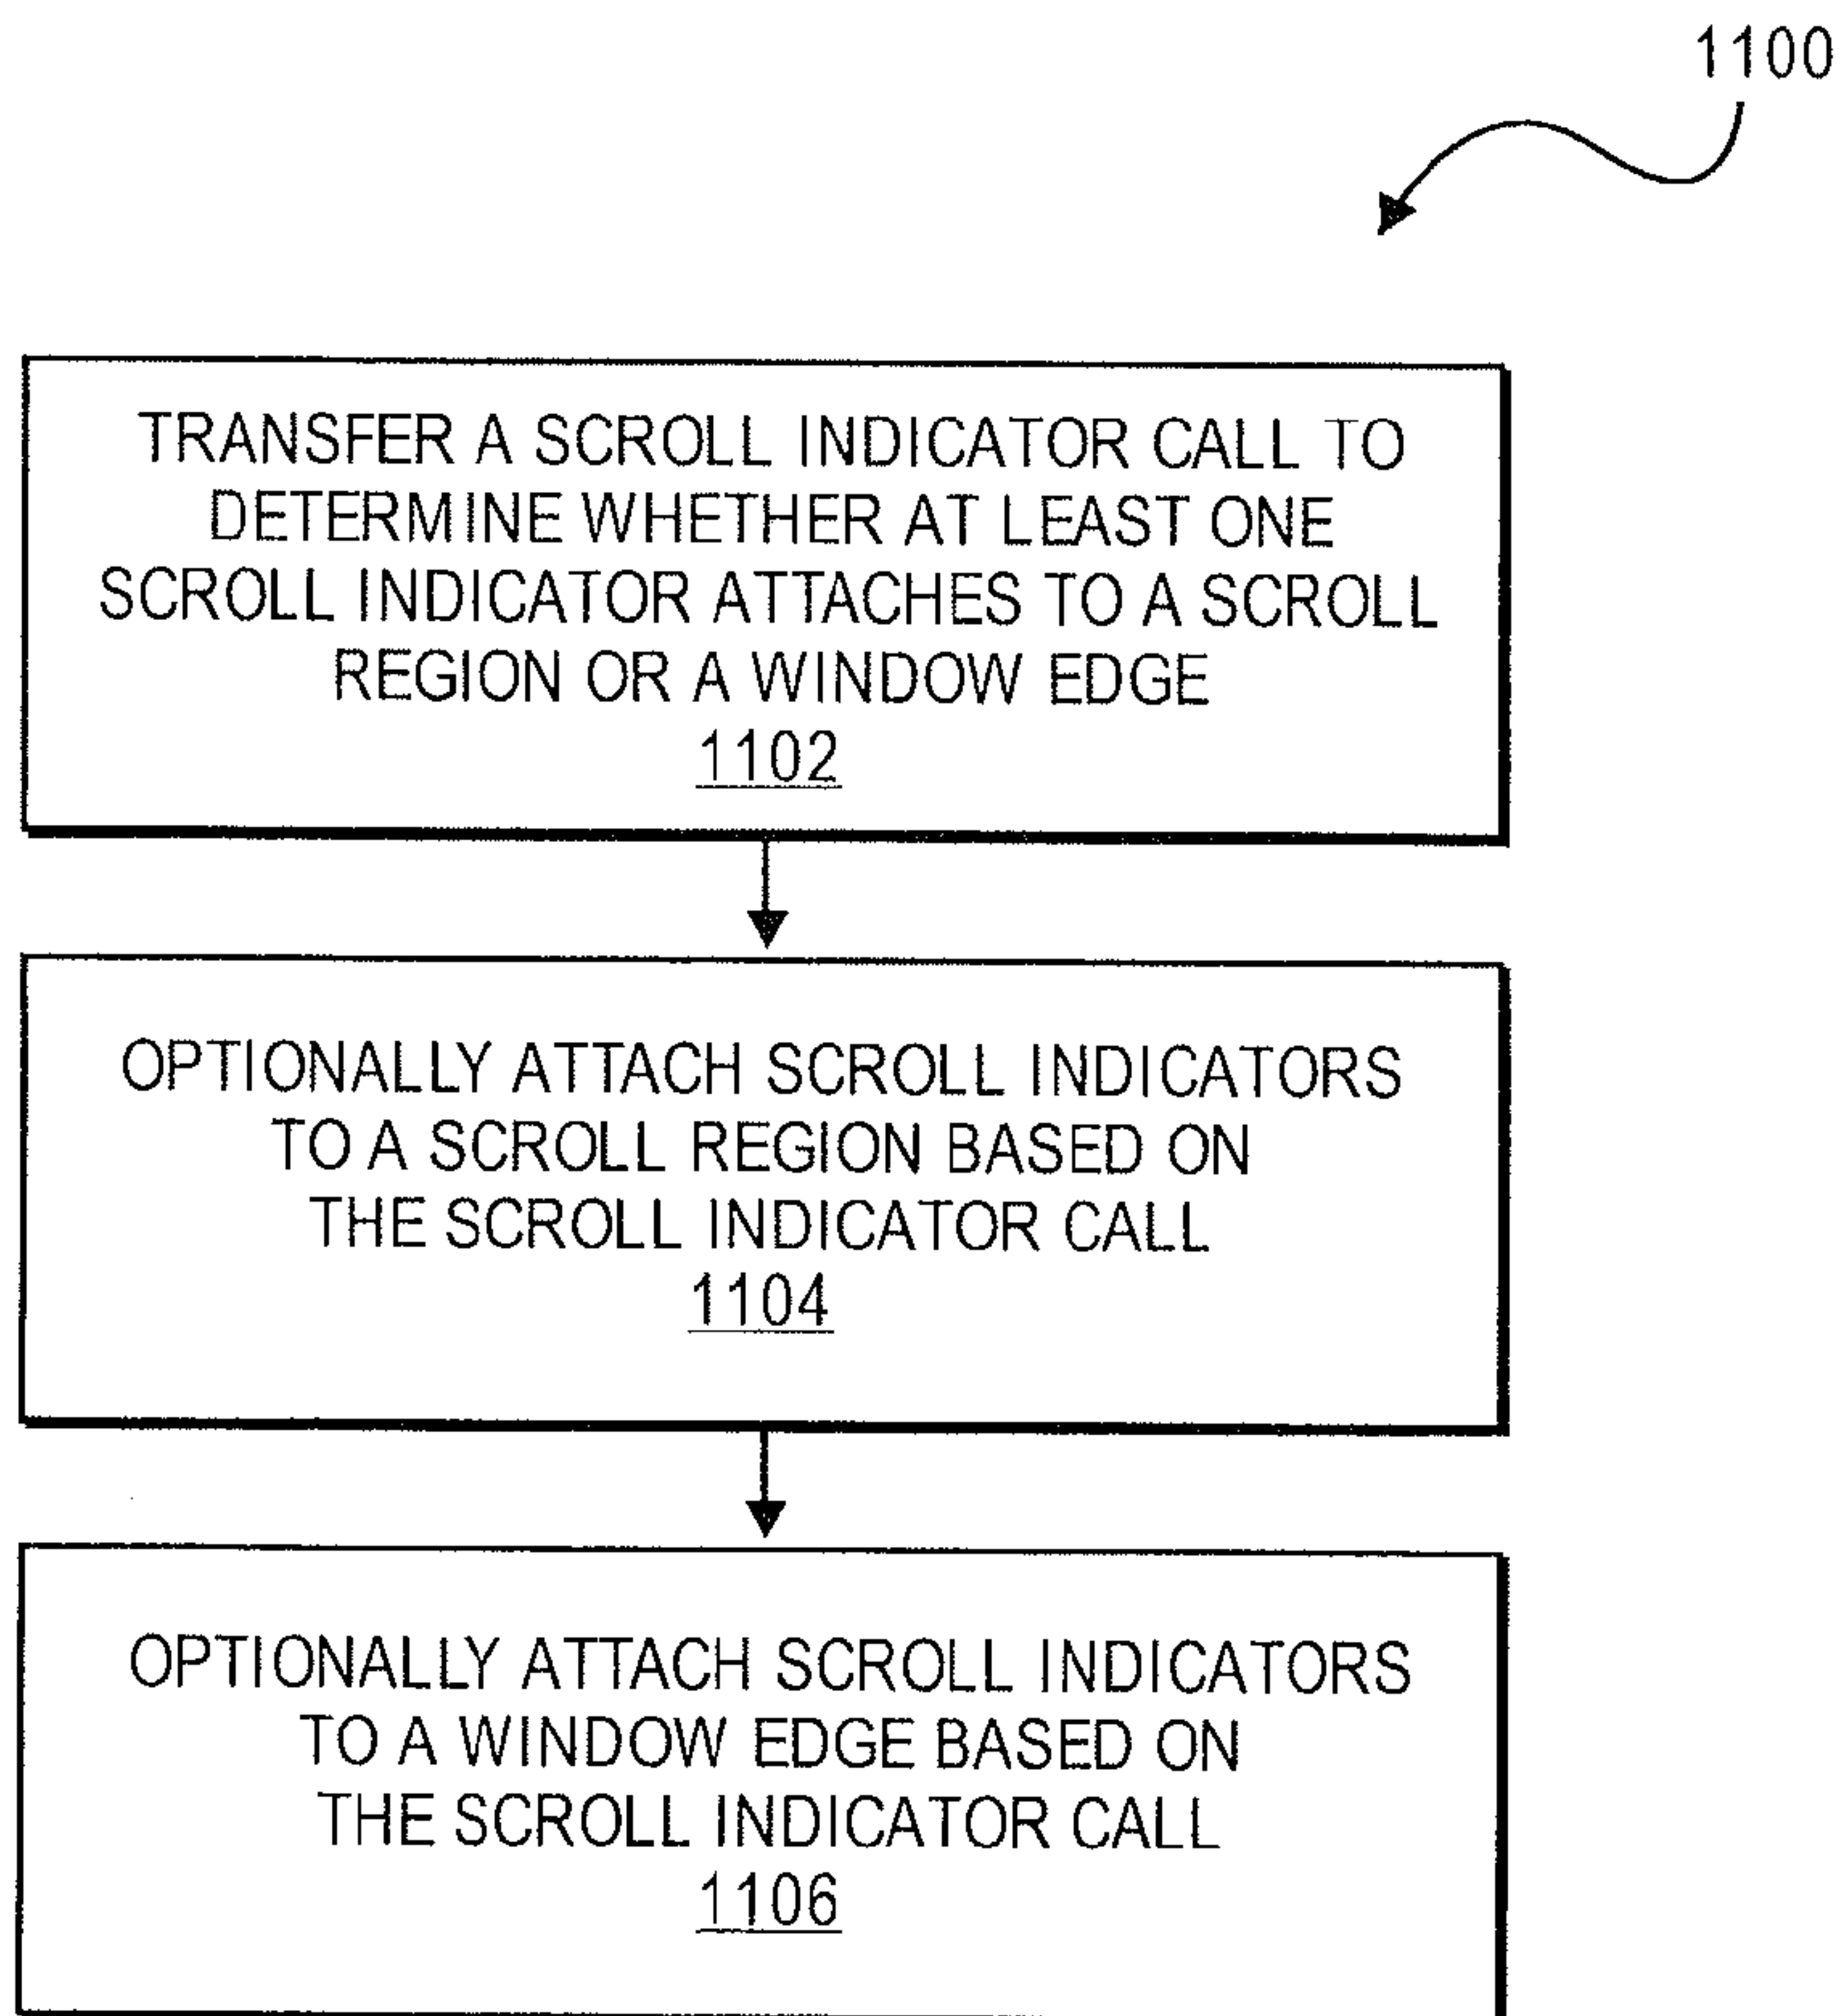 1100
TRANSFER A SCROLL INDICATOR CALL TO
DETERMINE WHETHER AT LEAST ONE
SCROLL INDICATOR ATTACHES TO A SCROLL
REGION OR A WINDOW EDGE
1102
OPTIONALLY ATTACH SCROLL INDICATORS
TO A SCROLL REGION BASED ON
THE SCROLL INDICATOR CALL
1104
OPTIONALLY ATTACH SCROLL INDICATORS
TO A WINDOW EDGE BASED ON
THE SCROLL INDICATOR CALL
1106